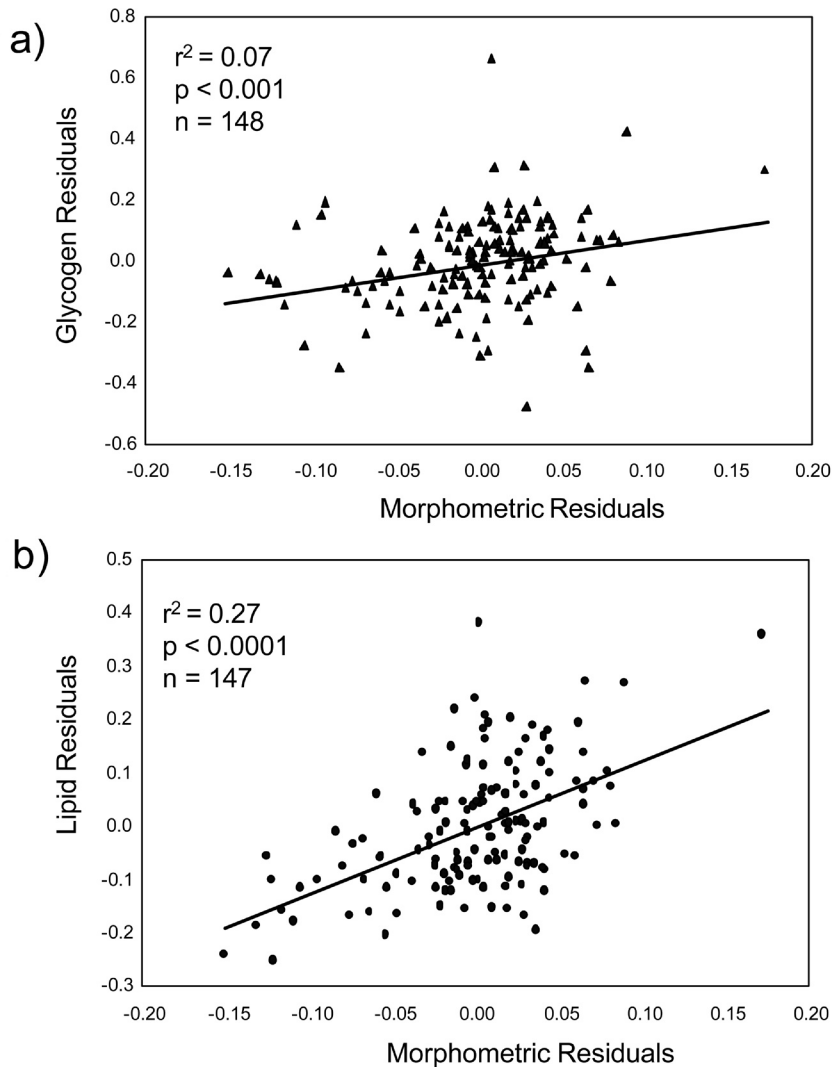 a)
r² = 0.07
p < 0.001
n = 148
Glycogen Residuals
0.8
0.6
0.4
0.2
0.0
-0.2
-0.4
-0.6
-0.20 -0.15 -0.10 -0.05 0.00 0.05 0.10 0.15 0.20
Morphometric Residuals
b)
r² = 0.27
p < 0.0001
n = 147
Lipid Residuals
0.5
0.4
0.3
0.2
0.1
0.0
-0.1
-0.2
-0.3
-0.20 -0.15 -0.10 -0.05 0.00 0.05 0.10 0.15 0.20
Morphometric Residuals